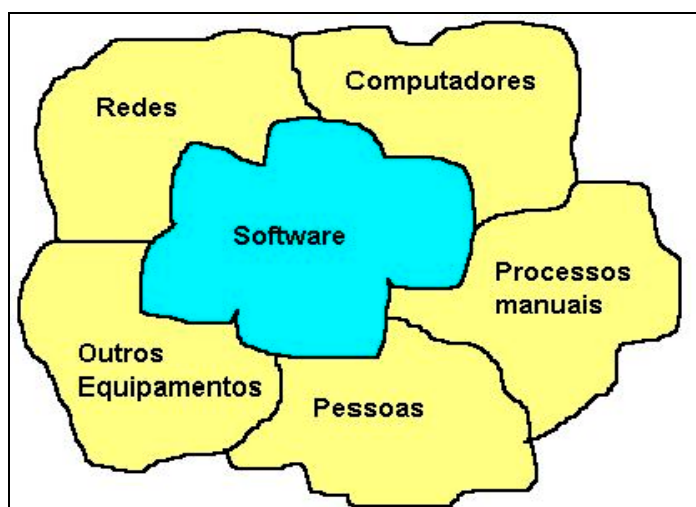 Redes
Computadores
Software
Processos
manuais
Outros
Equipamentos
Pessoas